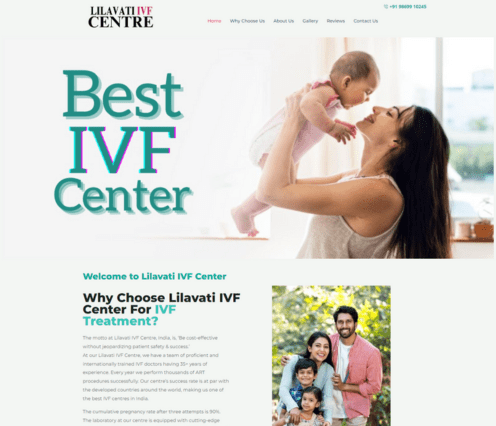 LILAVATI IVF
CENTRE
+91 98699 10245
Home Why Choose Us About Us Gallery Reviews Contact Us
Best
IVF
Center
Welcome to Lilavati IVF Center
Why Choose Lilavati IVF
Center For IVF
Treatment?
The motto at Lilavati IVF Centre, India, is, 'Be cost effective
without jeopardizing patient safety & success.'
At our Lilavati IVF Centre, we have a team of proficient and
internationally trained IVF doctors having 35+ years of
experience. Every year we perform thousands of ART
procedures successfully. Our centre's success rate is at par with
the developed countries around the world, making us one of
the best IVF centres in India.
The cumulative pregnancy rate after three attempts is 90%.
The laboratory at our centre is equipped with cutting-edge